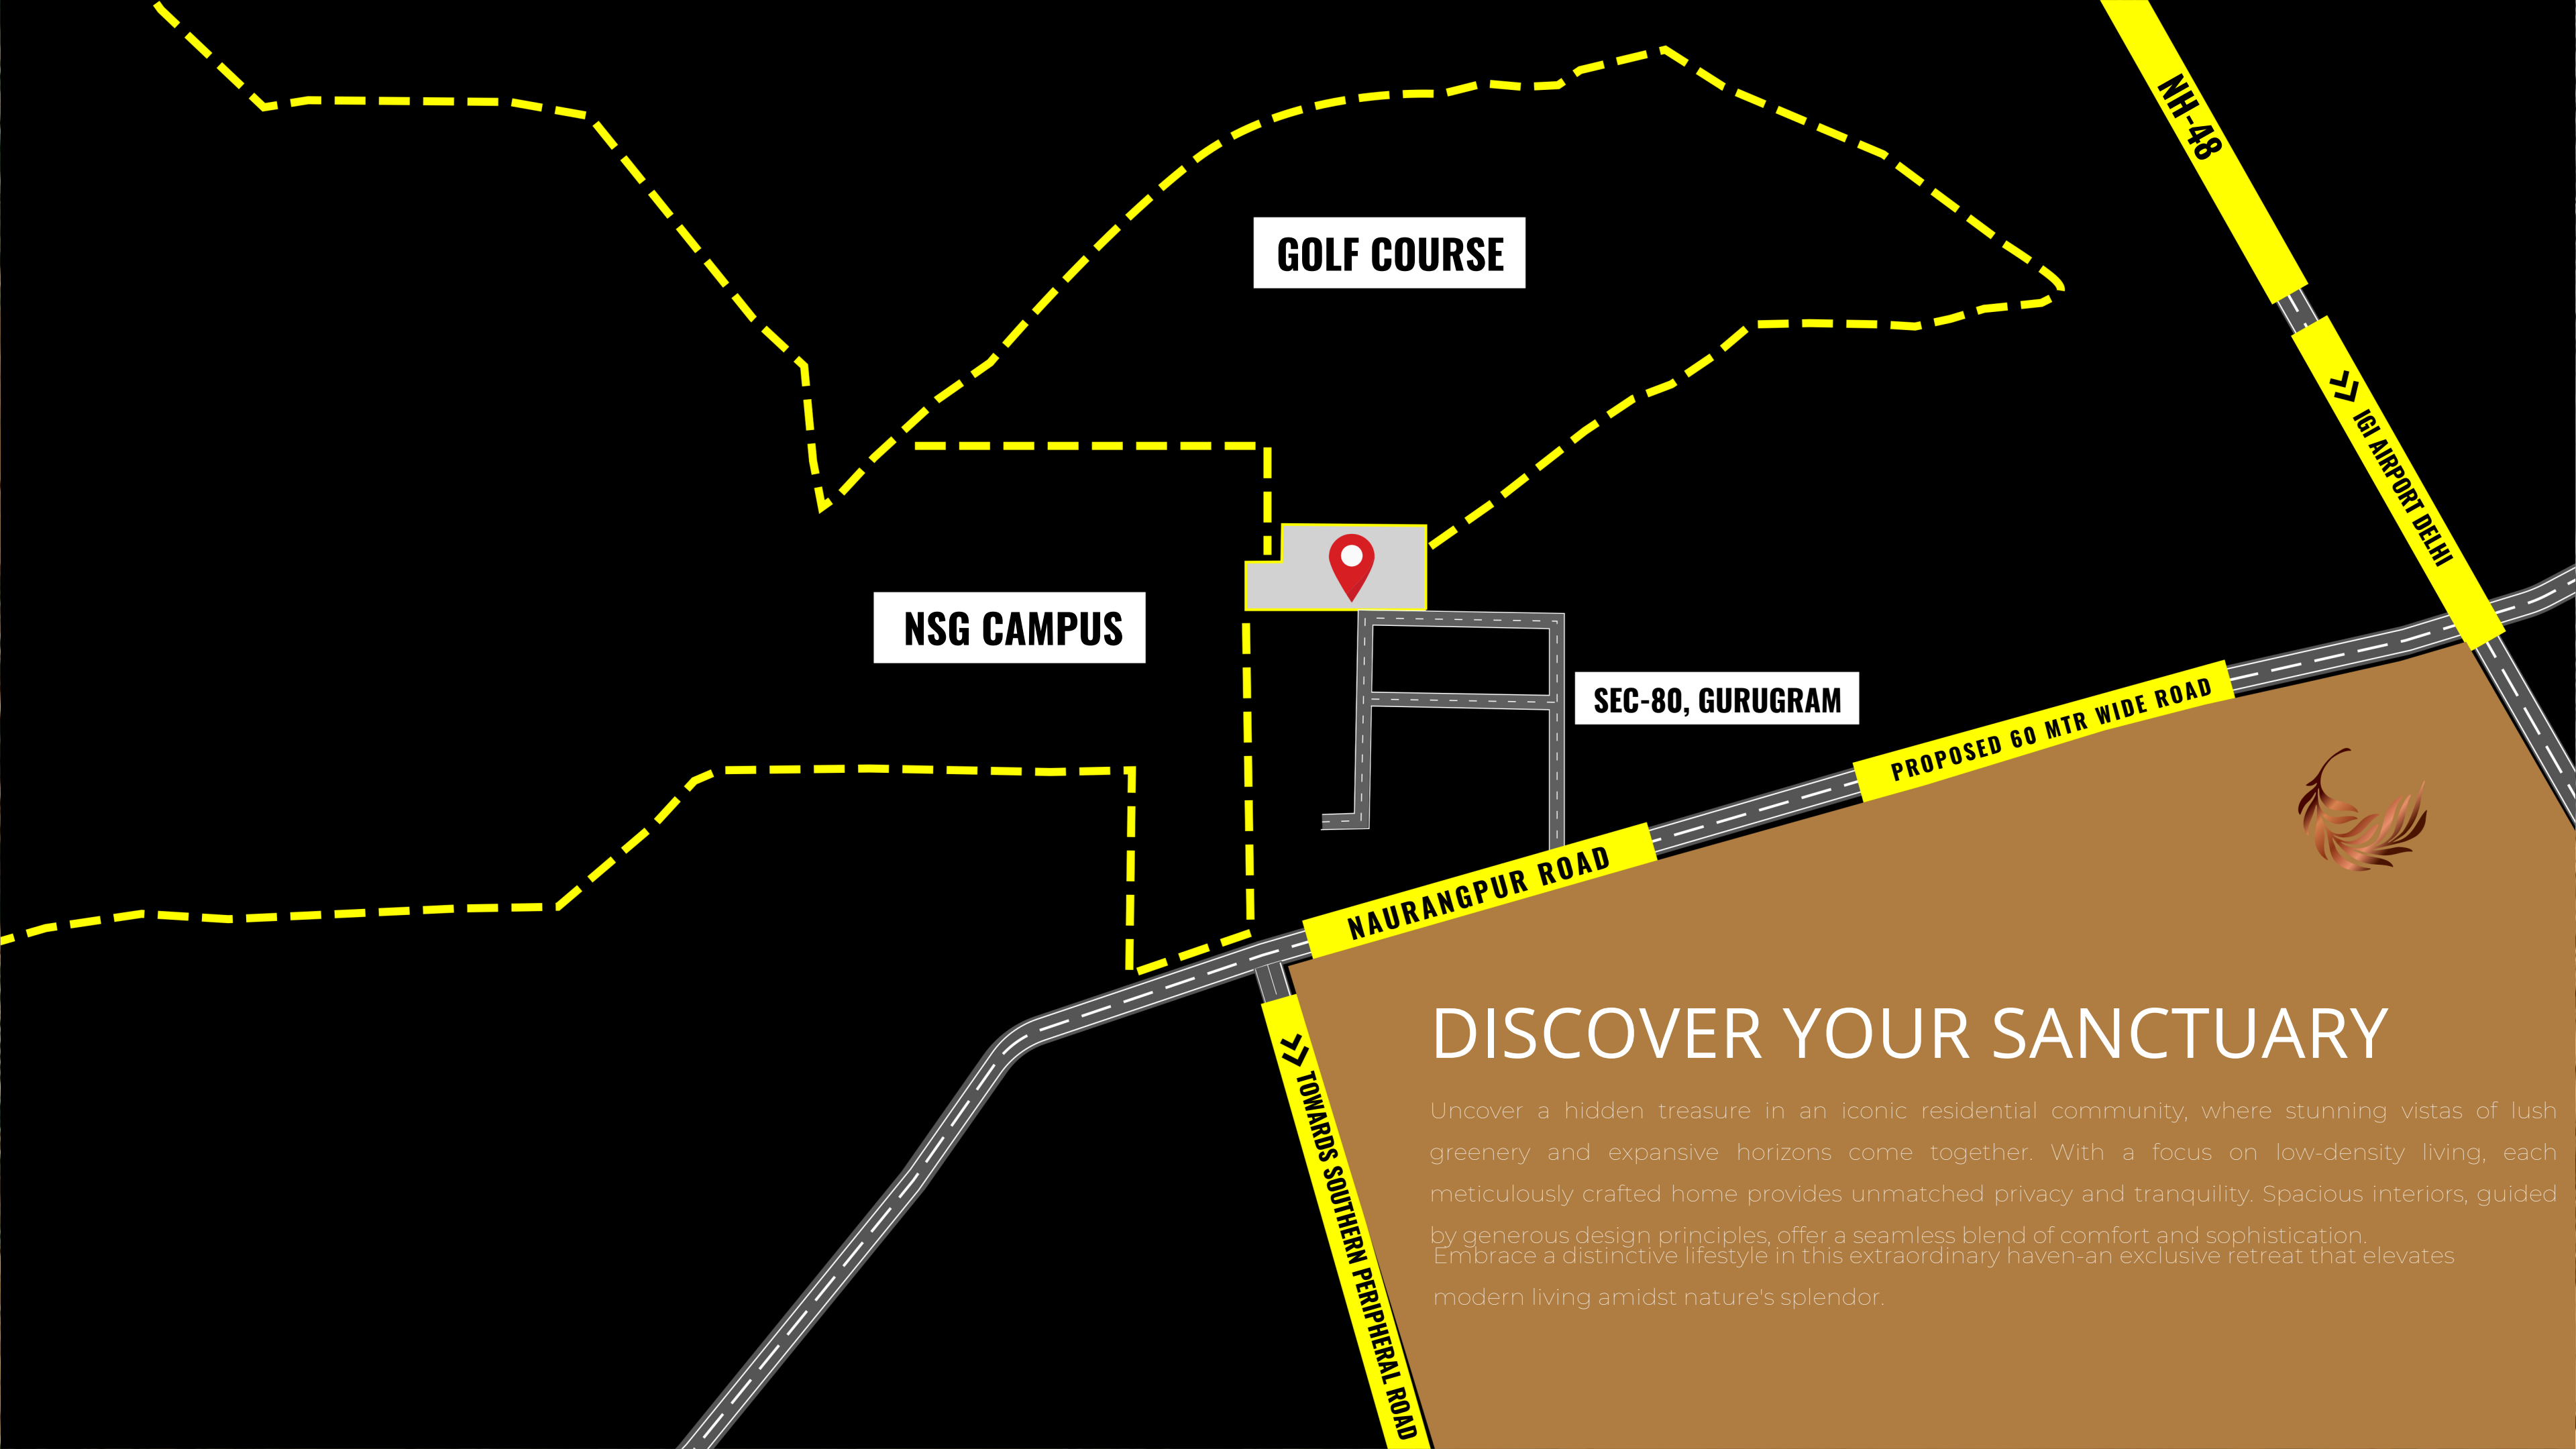 NH-48
GOLF COURSE
IGI AIRPORT DELHI
NSG CAMPUS
SEC-80, GURUGRAM
PROPOSED 60 MTR WIDE ROAD
NAURANGPUR ROAD
TOWARDS SOUTHERN PERIPHERAL ROAD
DISCOVER YOUR SANCTUARY
Uncover a hidden treasure in an iconic residential community, where stunning vistas of lush
greenery and expansive horizons come together. With a focus on low-density living, each
meticulously crafted home provides unmatched privacy and tranquility. Spacious interiors, guided
by generous design principles, offer a seamless blend of comfort and sophistication.
Embrace a distinctive lifestyle in this extraordinary haven-an exclusive retreat that elevates
modern living amidst nature's splendor.